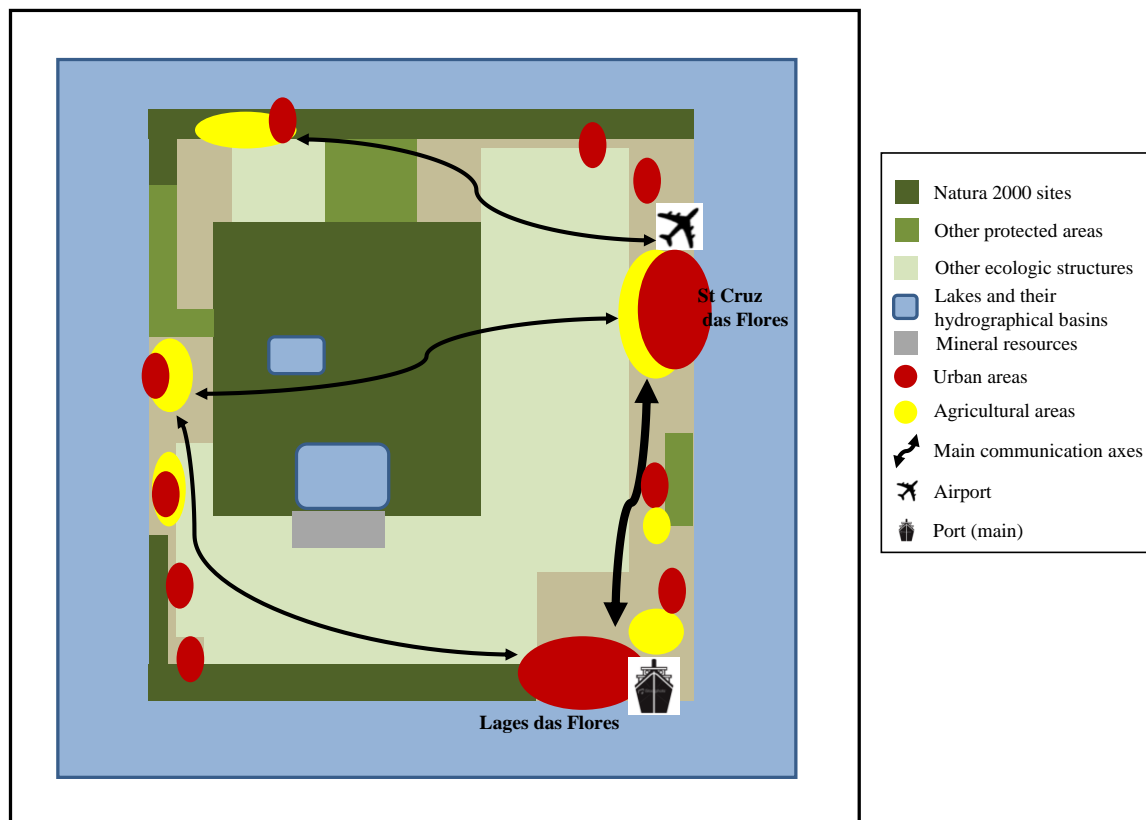 St Cruz
das Flores
Lages das Flores
Natura 2000 sites
Other protected areas
Other ecologic structures
Lakes and their
hydrographical basins
Mineral resources
Urban areas
Agricultural areas
Main communication axes
Airport
Port (main)